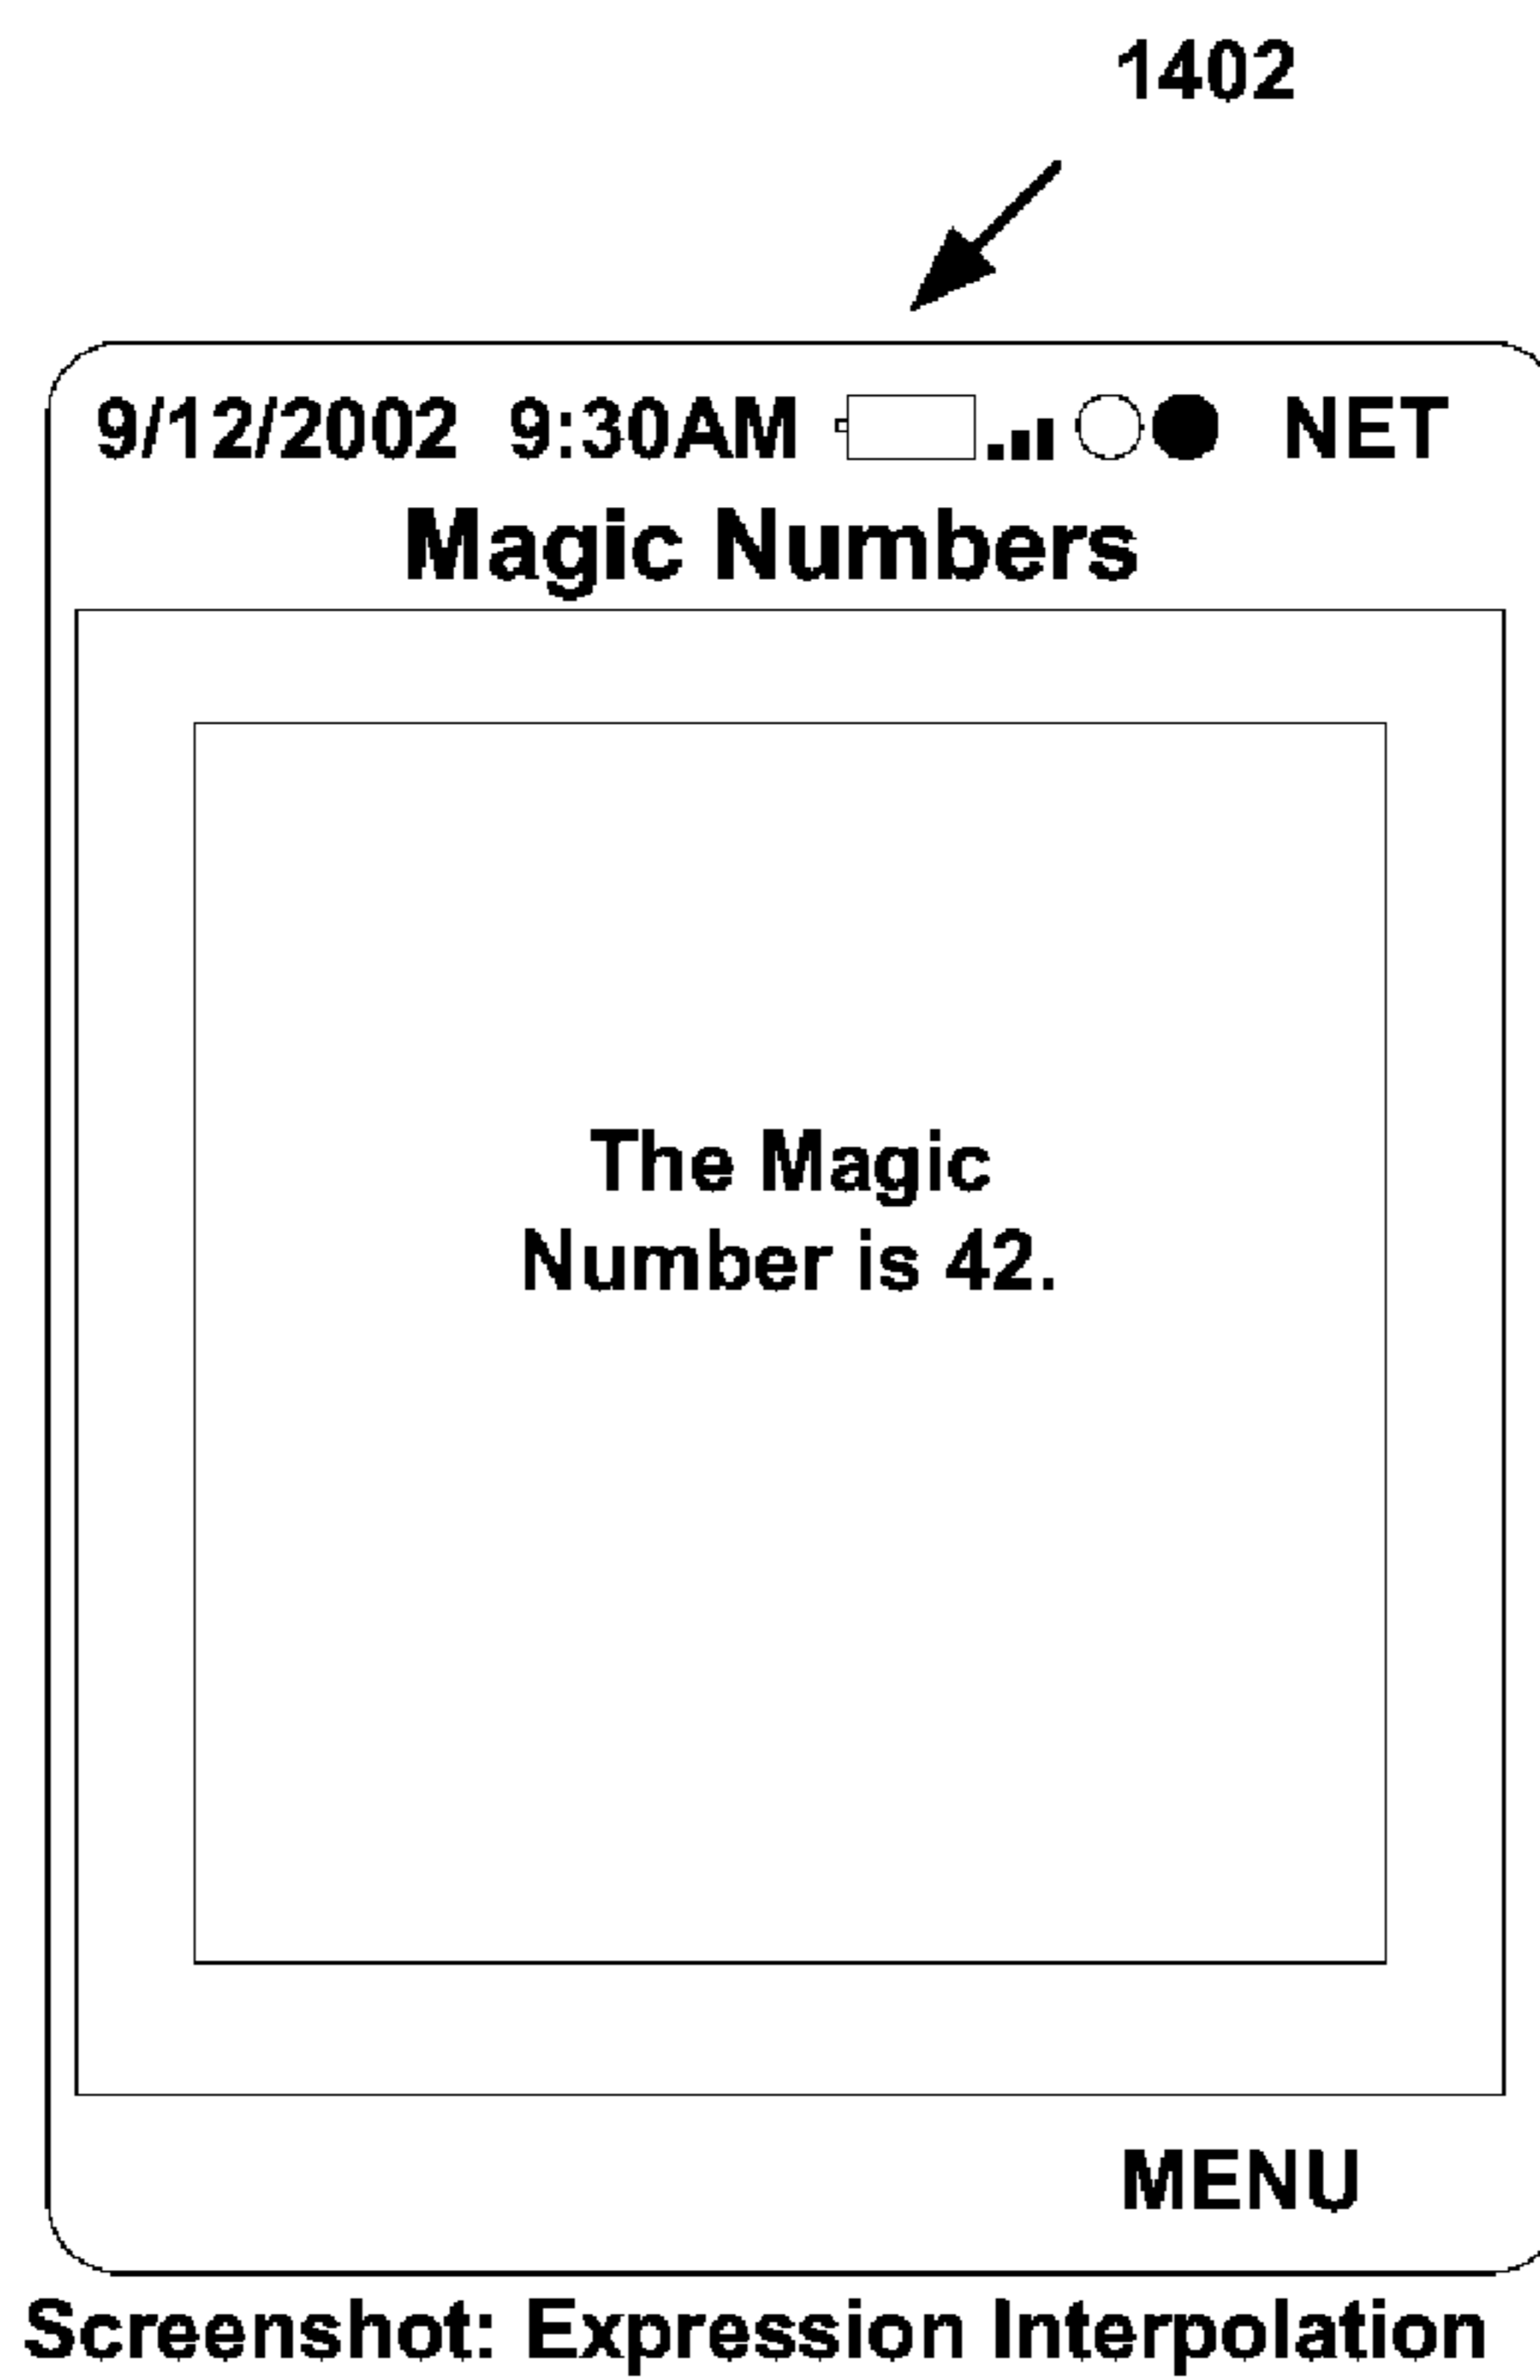 1402
9/12/2002 9:30AM NET
Magic Numbers
The Magic
Number is 42.
MENU
Screenshot: Expression Interpolation